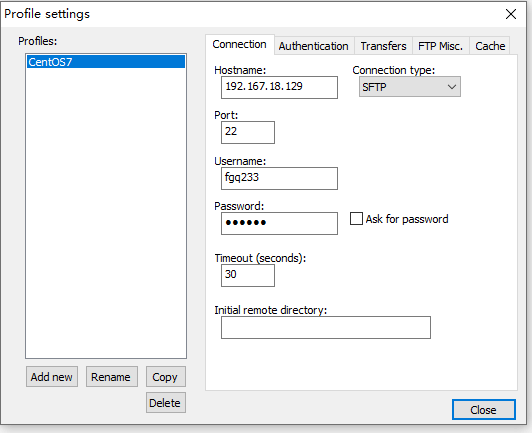 Profile settings
Profiles:
CentOS7
Add new
Rename
Copy
Delete
Connection
Authentication
Transfers
FTP Misc.
Cache
Hostname:
192.167.18.129
Connection type:
SFTP
Port:
22
Username:
fgq233
Password:
●●●●●●
Ask for password
Timeout (seconds):
30
Initial remote directory:
Close